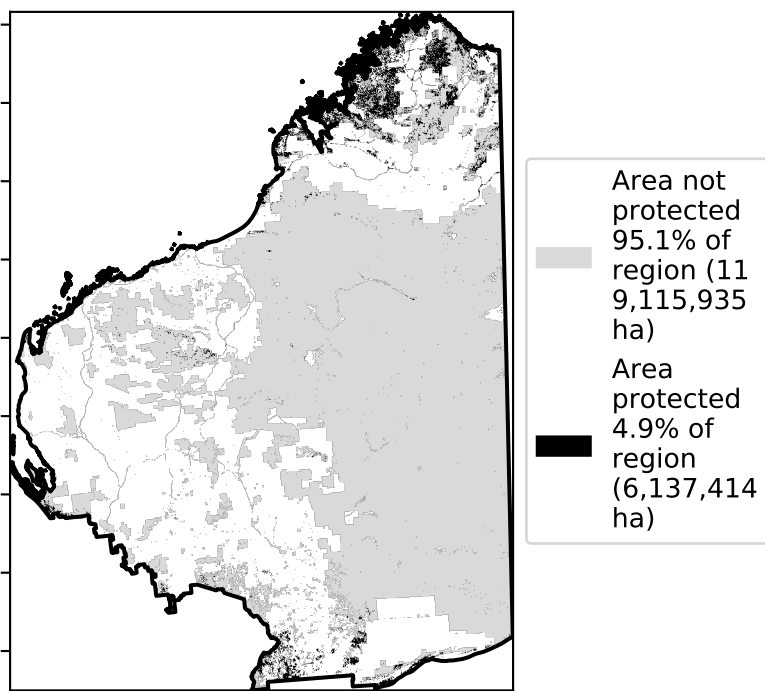 Area not
protected
95.1% of
region (11
9,115,935
ha)
Area
protected
4.9% of
region
(6,137,414
ha)